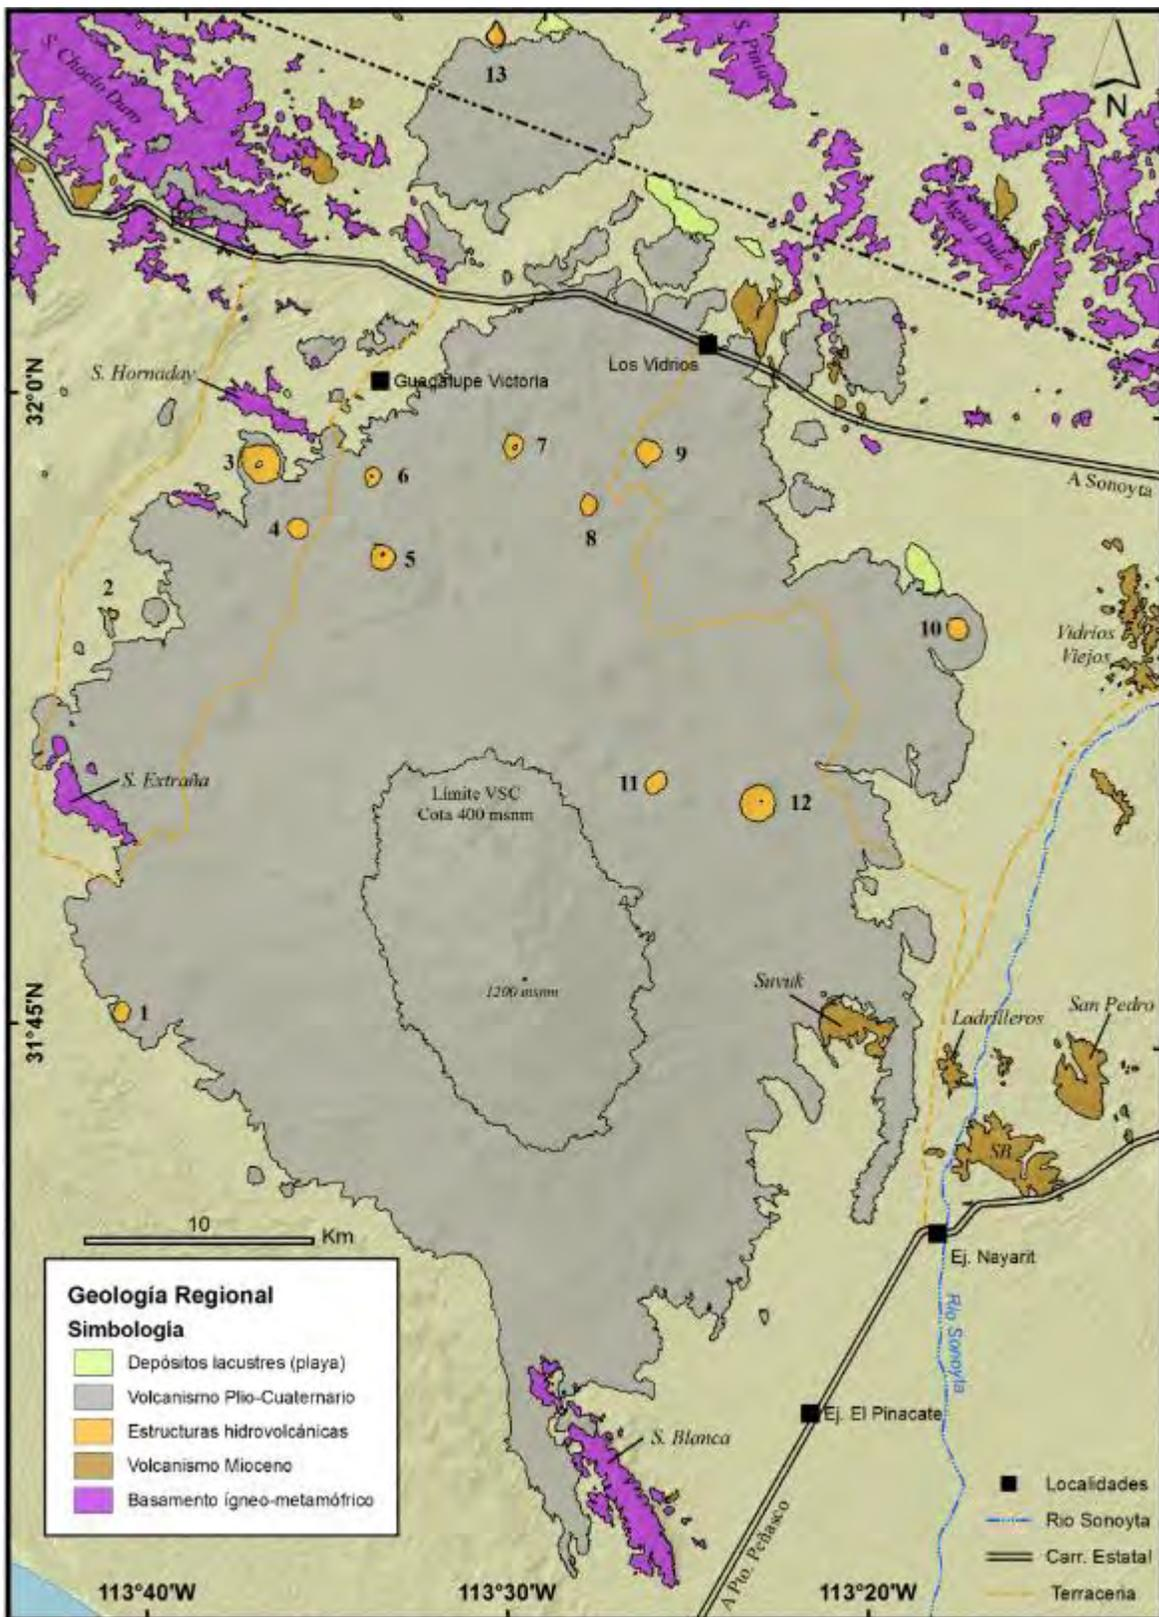 S. Choclo Duro
13
S. Pinta
N
Agua Dulce
Los Vidrios
S. Hornaday
Guadalupe Victoria
32°0'N
3
6
7
9
A Sonoyta
4
5
8
2
10
Vidrios
Viejos
S. Extraña
Límite VSC
Cota 400 msnm
11
12
1200 msnm
Suvuk
Ladrilleros
San Pedro
31°45'N
1
SB
10
Km
Ej. Nayarit
Río Sonoyta
Geología Regional
Simbología
Depósitos lacustres (playa)
Volcanismo Plio-Cuaternario
Estructuras hidrovolcánicas
Volcanismo Mioceno
Basamento ígneo-metamófrico
Ej. El Pinacate
S. Blanca
A Pto. Peñasco
Localidades
Rio Sonoyta
Carr. Estatal
Terraceria
113°40'W
113°30'W
113°20'W